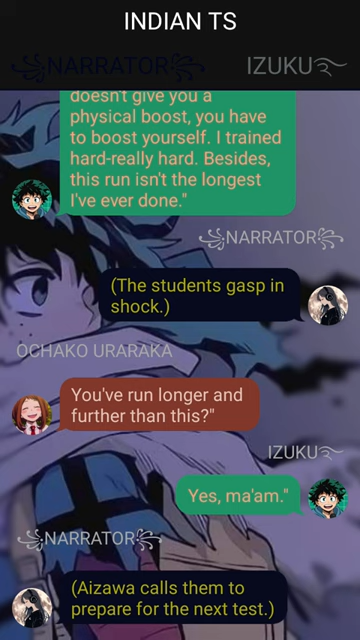 INDIAN TS
꧁NARRATOR꧂
IZUKU࿐
doesn't give you a
physical boost, you have
to boost yourself. I trained
hard-really hard. Besides,
this run isn't the longest
I've ever done."
꧁NARRATOR꧂
(The students gasp in
shock.)
OCHAKO URARAKA
You've run longer and
further than this?"
IZUKU࿐
Yes, ma'am."
꧁NARRATOR꧂
(Aizawa calls them to
prepare for the next test.)